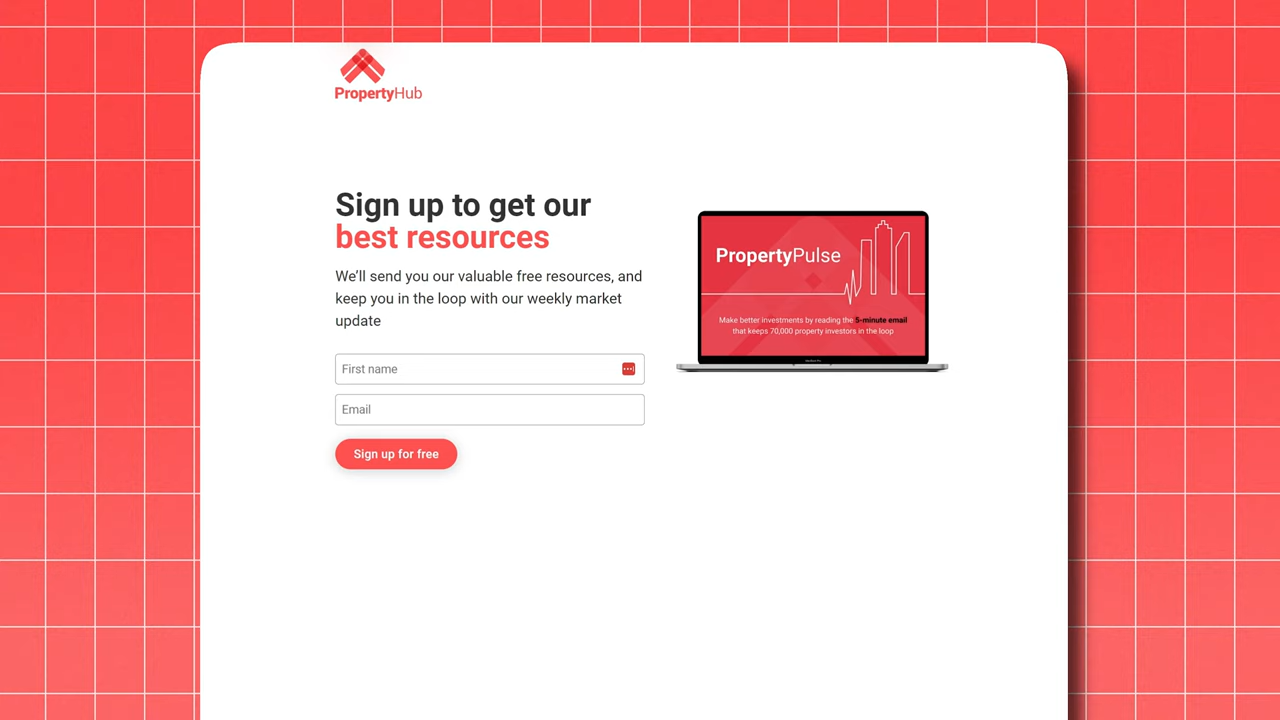 PropertyHub
Sign up to get our
best resources
We’ll send you our valuable free resources, and
keep you in the loop with our weekly market
update
First name
Email
Sign up for free
PropertyPulse
Make better investments by reading the 5-minute email
that keeps 70,000 property investors in the loop